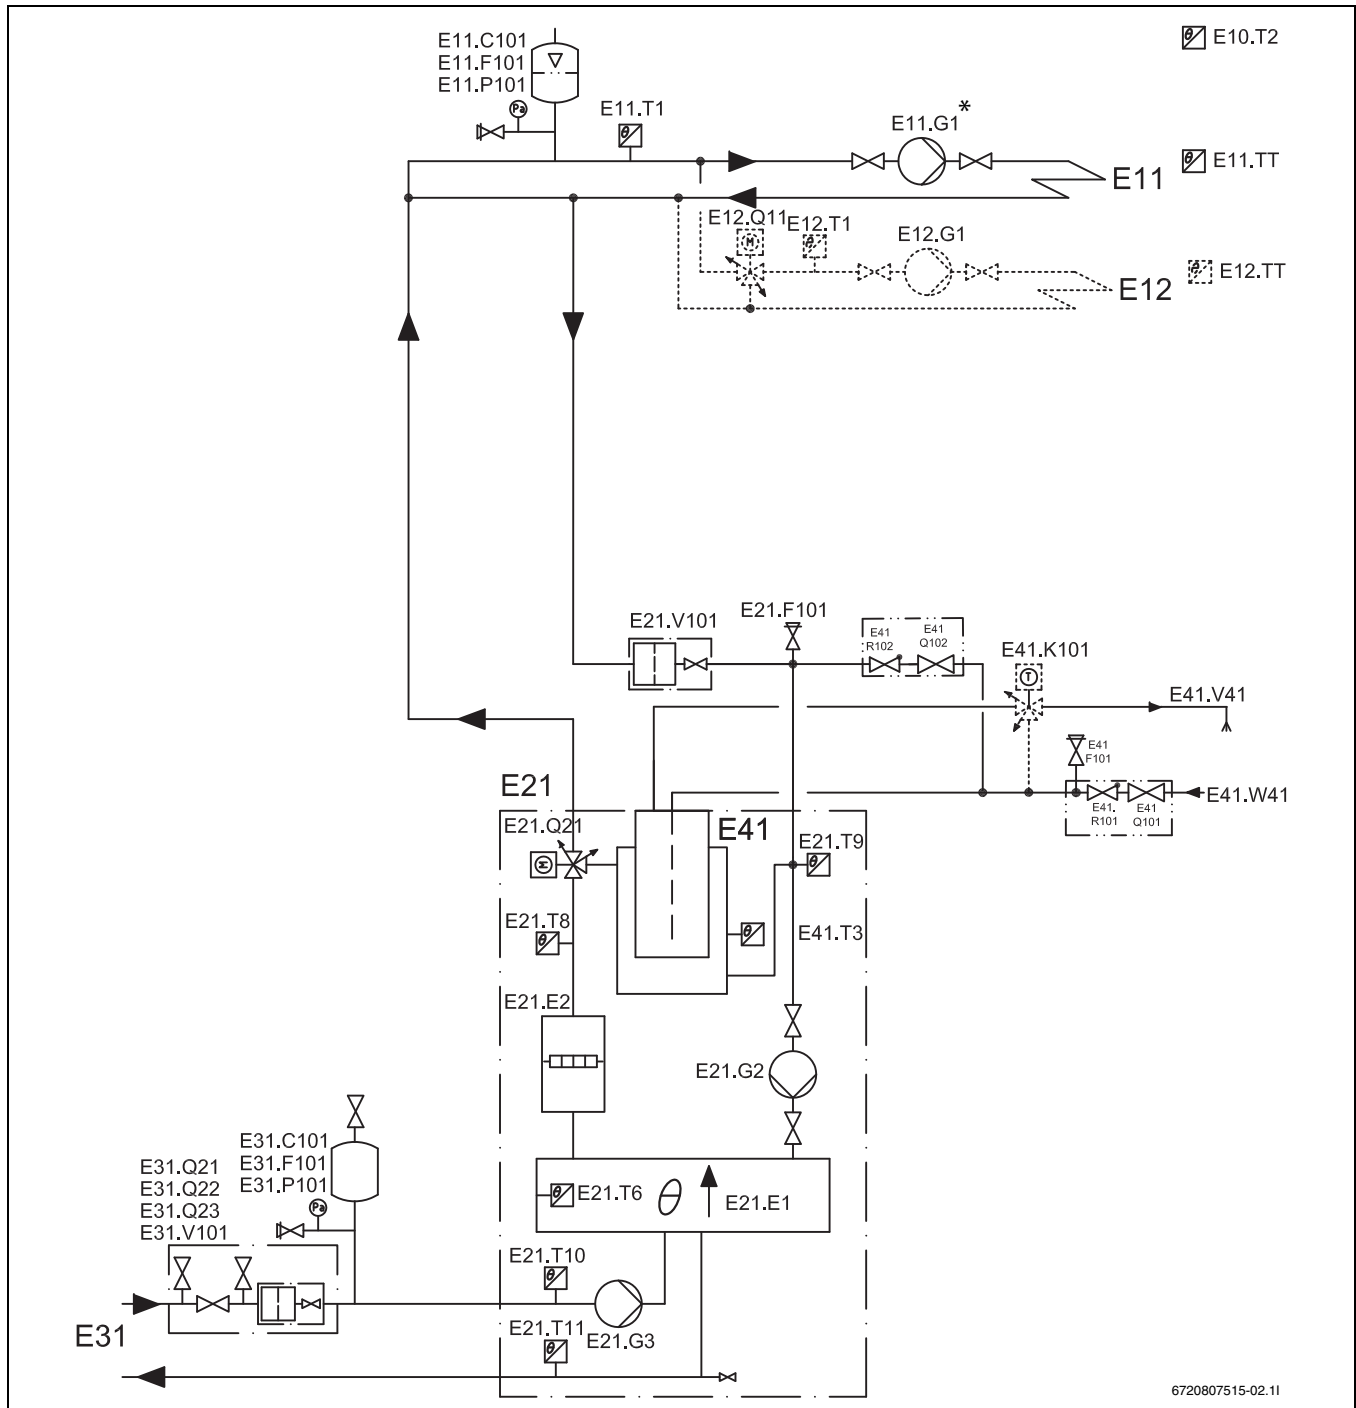 E11.C101
E11.F101
E11.P101
E10.T2
Pa
E11.T1
E11.G1*
θ
θ
E11
θ
E11.TT
E12.Q11
E12.T1
E12.G1
M
θ
E12
θ
E12.TT
E21.V101
E21.F101
E41
R102
E41
Q102
E41.K101
T
E41.V41
E41
F101
E21
E41.W41
E41.
R101
E41
Q101
E21.Q21
E41
E21.T9
M
θ
E21.T8
θ
θ
E41.T3
E21.E2
E21.G2
E31.C101
E31.F101
E31.P101
E31.Q21
E31.Q22
E31.Q23
E31.V101
Pa
θ
E21.T6
E21.E1
E21.T10
θ
E31
E21.T11
E21.G3
θ
6720807515-02.1I